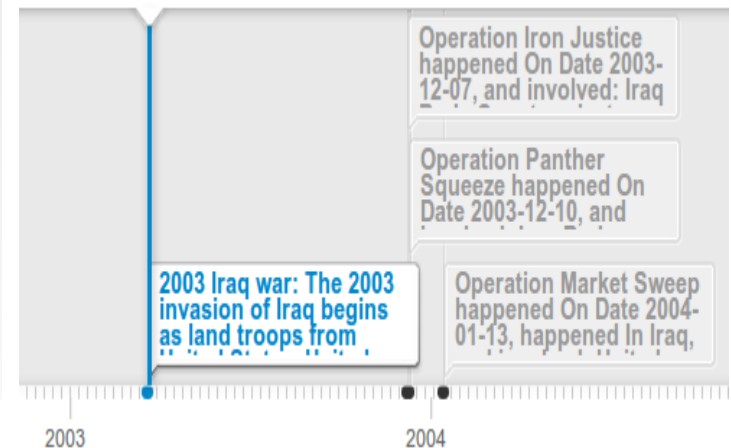 Operation Iron Justice
happened On Date 2003-
12-07, and involved: Iraq
Operation Panther
Squeeze happened On
Date 2003-12-10, and
2003 Iraq war: The 2003
invasion of Iraq begins
as land troops from
Operation Market Sweep
happened On Date 2004-
01-13, happened In Iraq,
2003
2004